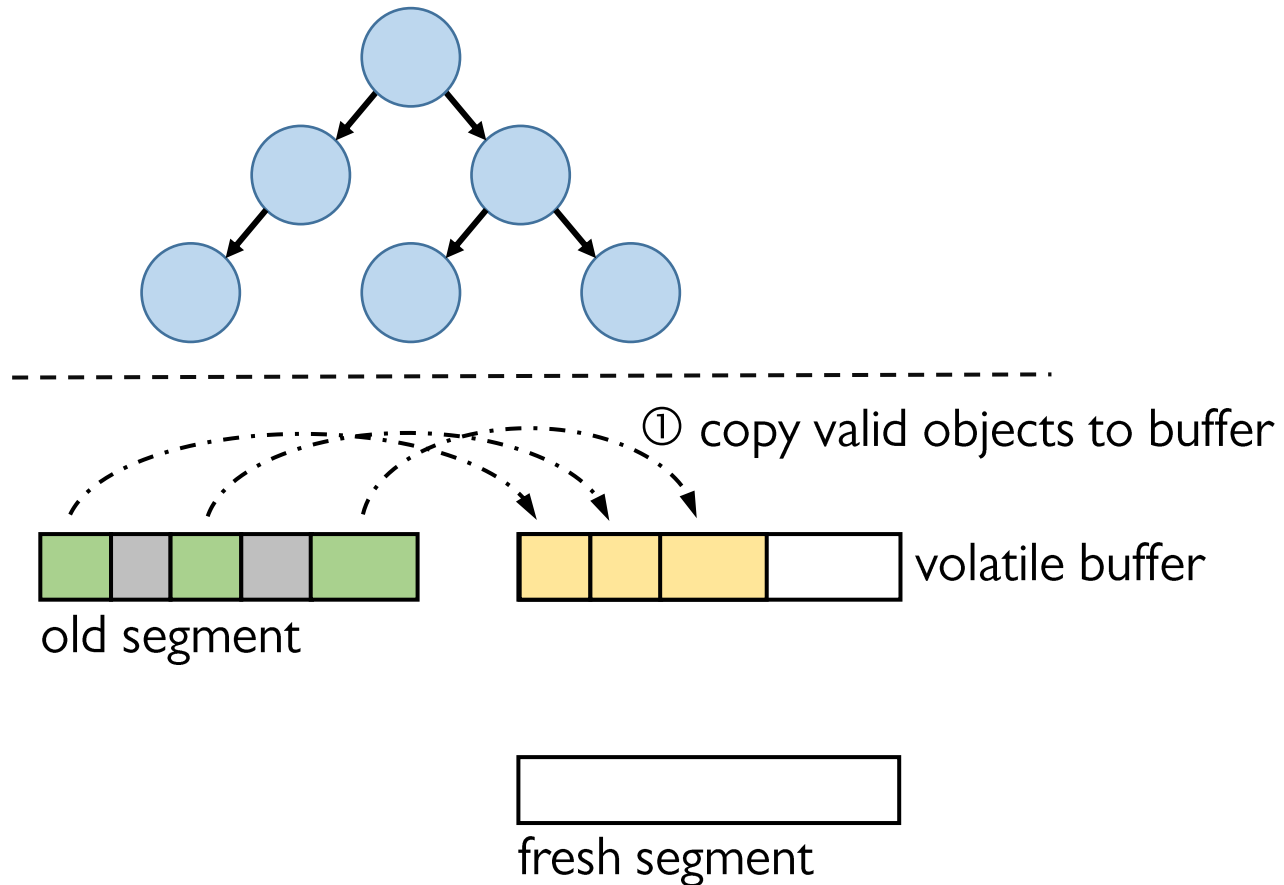 ① copy valid objects to buffer
volatile buffer
old segment
fresh segment